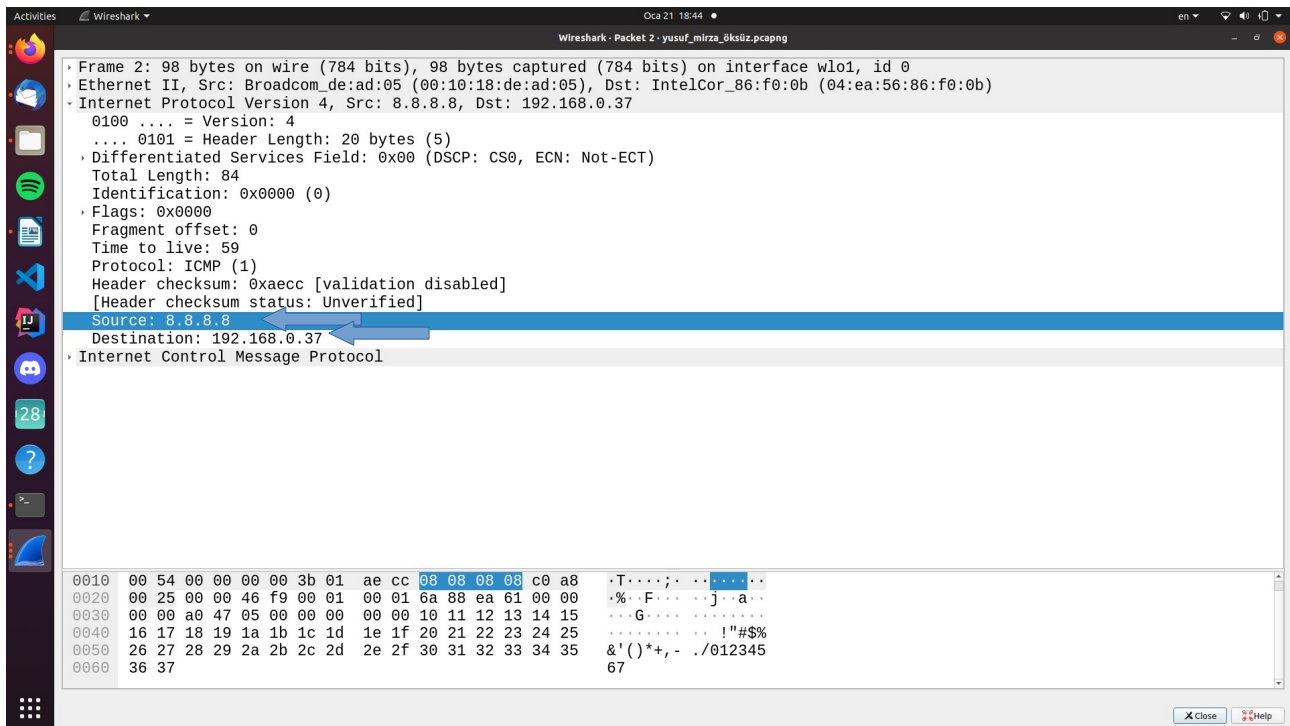 Activities Wireshark Oca 21 18:44 en
Wireshark · Packet 2 · yusuf_mirza_öksüz.pcapng
Frame 2: 98 bytes on wire (784 bits), 98 bytes captured (784 bits) on interface wlo1, id 0
Ethernet II, Src: Broadcom_de:ad:05 (00:10:18:de:ad:05), Dst: IntelCor_86:f0:0b (04:ea:56:86:f0:0b)
Internet Protocol Version 4, Src: 8.8.8.8, Dst: 192.168.0.37
0100 .... = Version: 4
.... 0101 = Header Length: 20 bytes (5)
Differentiated Services Field: 0x00 (DSCP: CS0, ECN: Not-ECT)
Total Length: 84
Identification: 0x0000 (0)
Flags: 0x0000
Fragment offset: 0
Time to live: 59
Protocol: ICMP (1)
Header checksum: 0xaecc [validation disabled]
[Header checksum status: Unverified]
Source: 8.8.8.8
Destination: 192.168.0.37
Internet Control Message Protocol
28
0010 00 54 00 00 00 00 3b 01 ae cc 08 08 08 08 c0 a8 ·T····;· ········
0020 00 25 00 00 46 f9 00 01 00 01 6a 88 ea 61 00 00 ·%··F··· ··j··a··
0030 00 00 a0 47 05 00 00 00 00 00 10 11 12 13 14 15 ···G···· ········
0040 16 17 18 19 1a 1b 1c 1d 1e 1f 20 21 22 23 24 25 ········ ·· !"#$%
0050 26 27 28 29 2a 2b 2c 2d 2e 2f 30 31 32 33 34 35 &'()*+,- ./012345
0060 36 37 67
Close Help